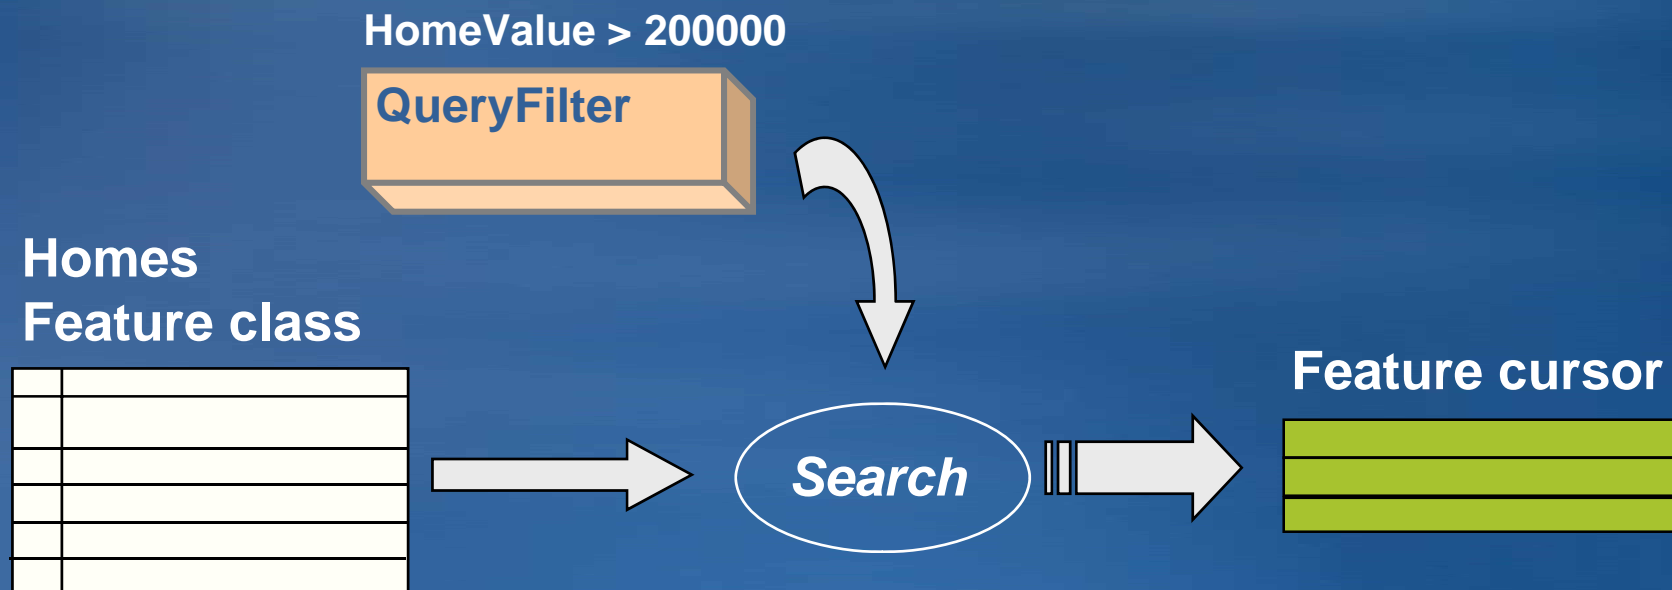 HomeValue > 200000
QueryFilter
Homes
Feature class
Search
Feature cursor